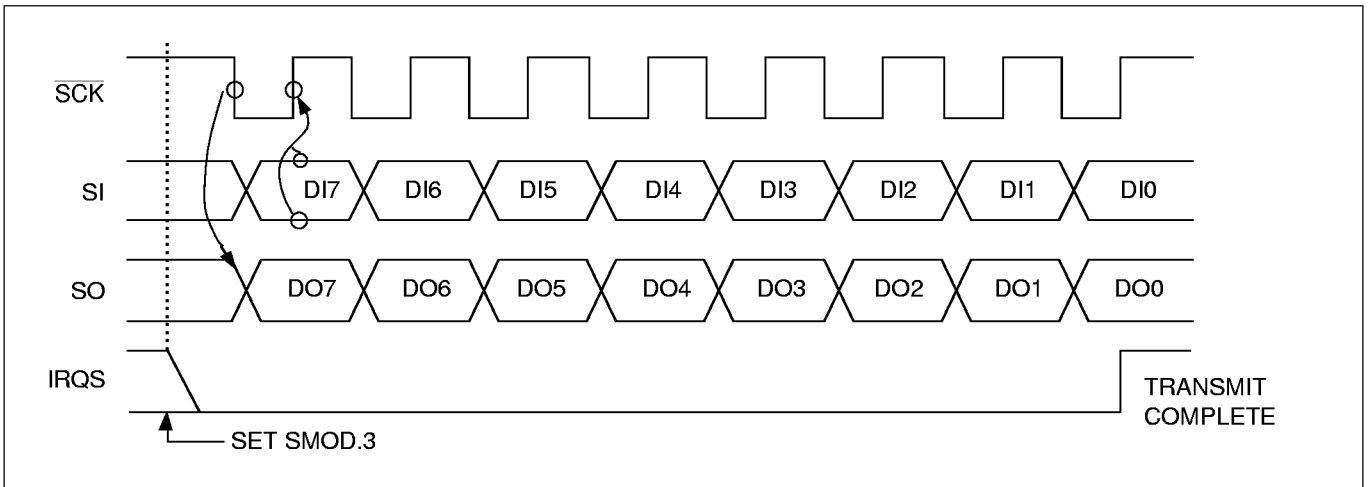 SCK
SI DI7 DI6 DI5 DI4 DI3 DI2 DI1 DI0
SO DO7 DO6 DO5 DO4 DO3 DO2 DO1 DO0
IRQS
TRANSMIT
COMPLETE
SET SMOD.3